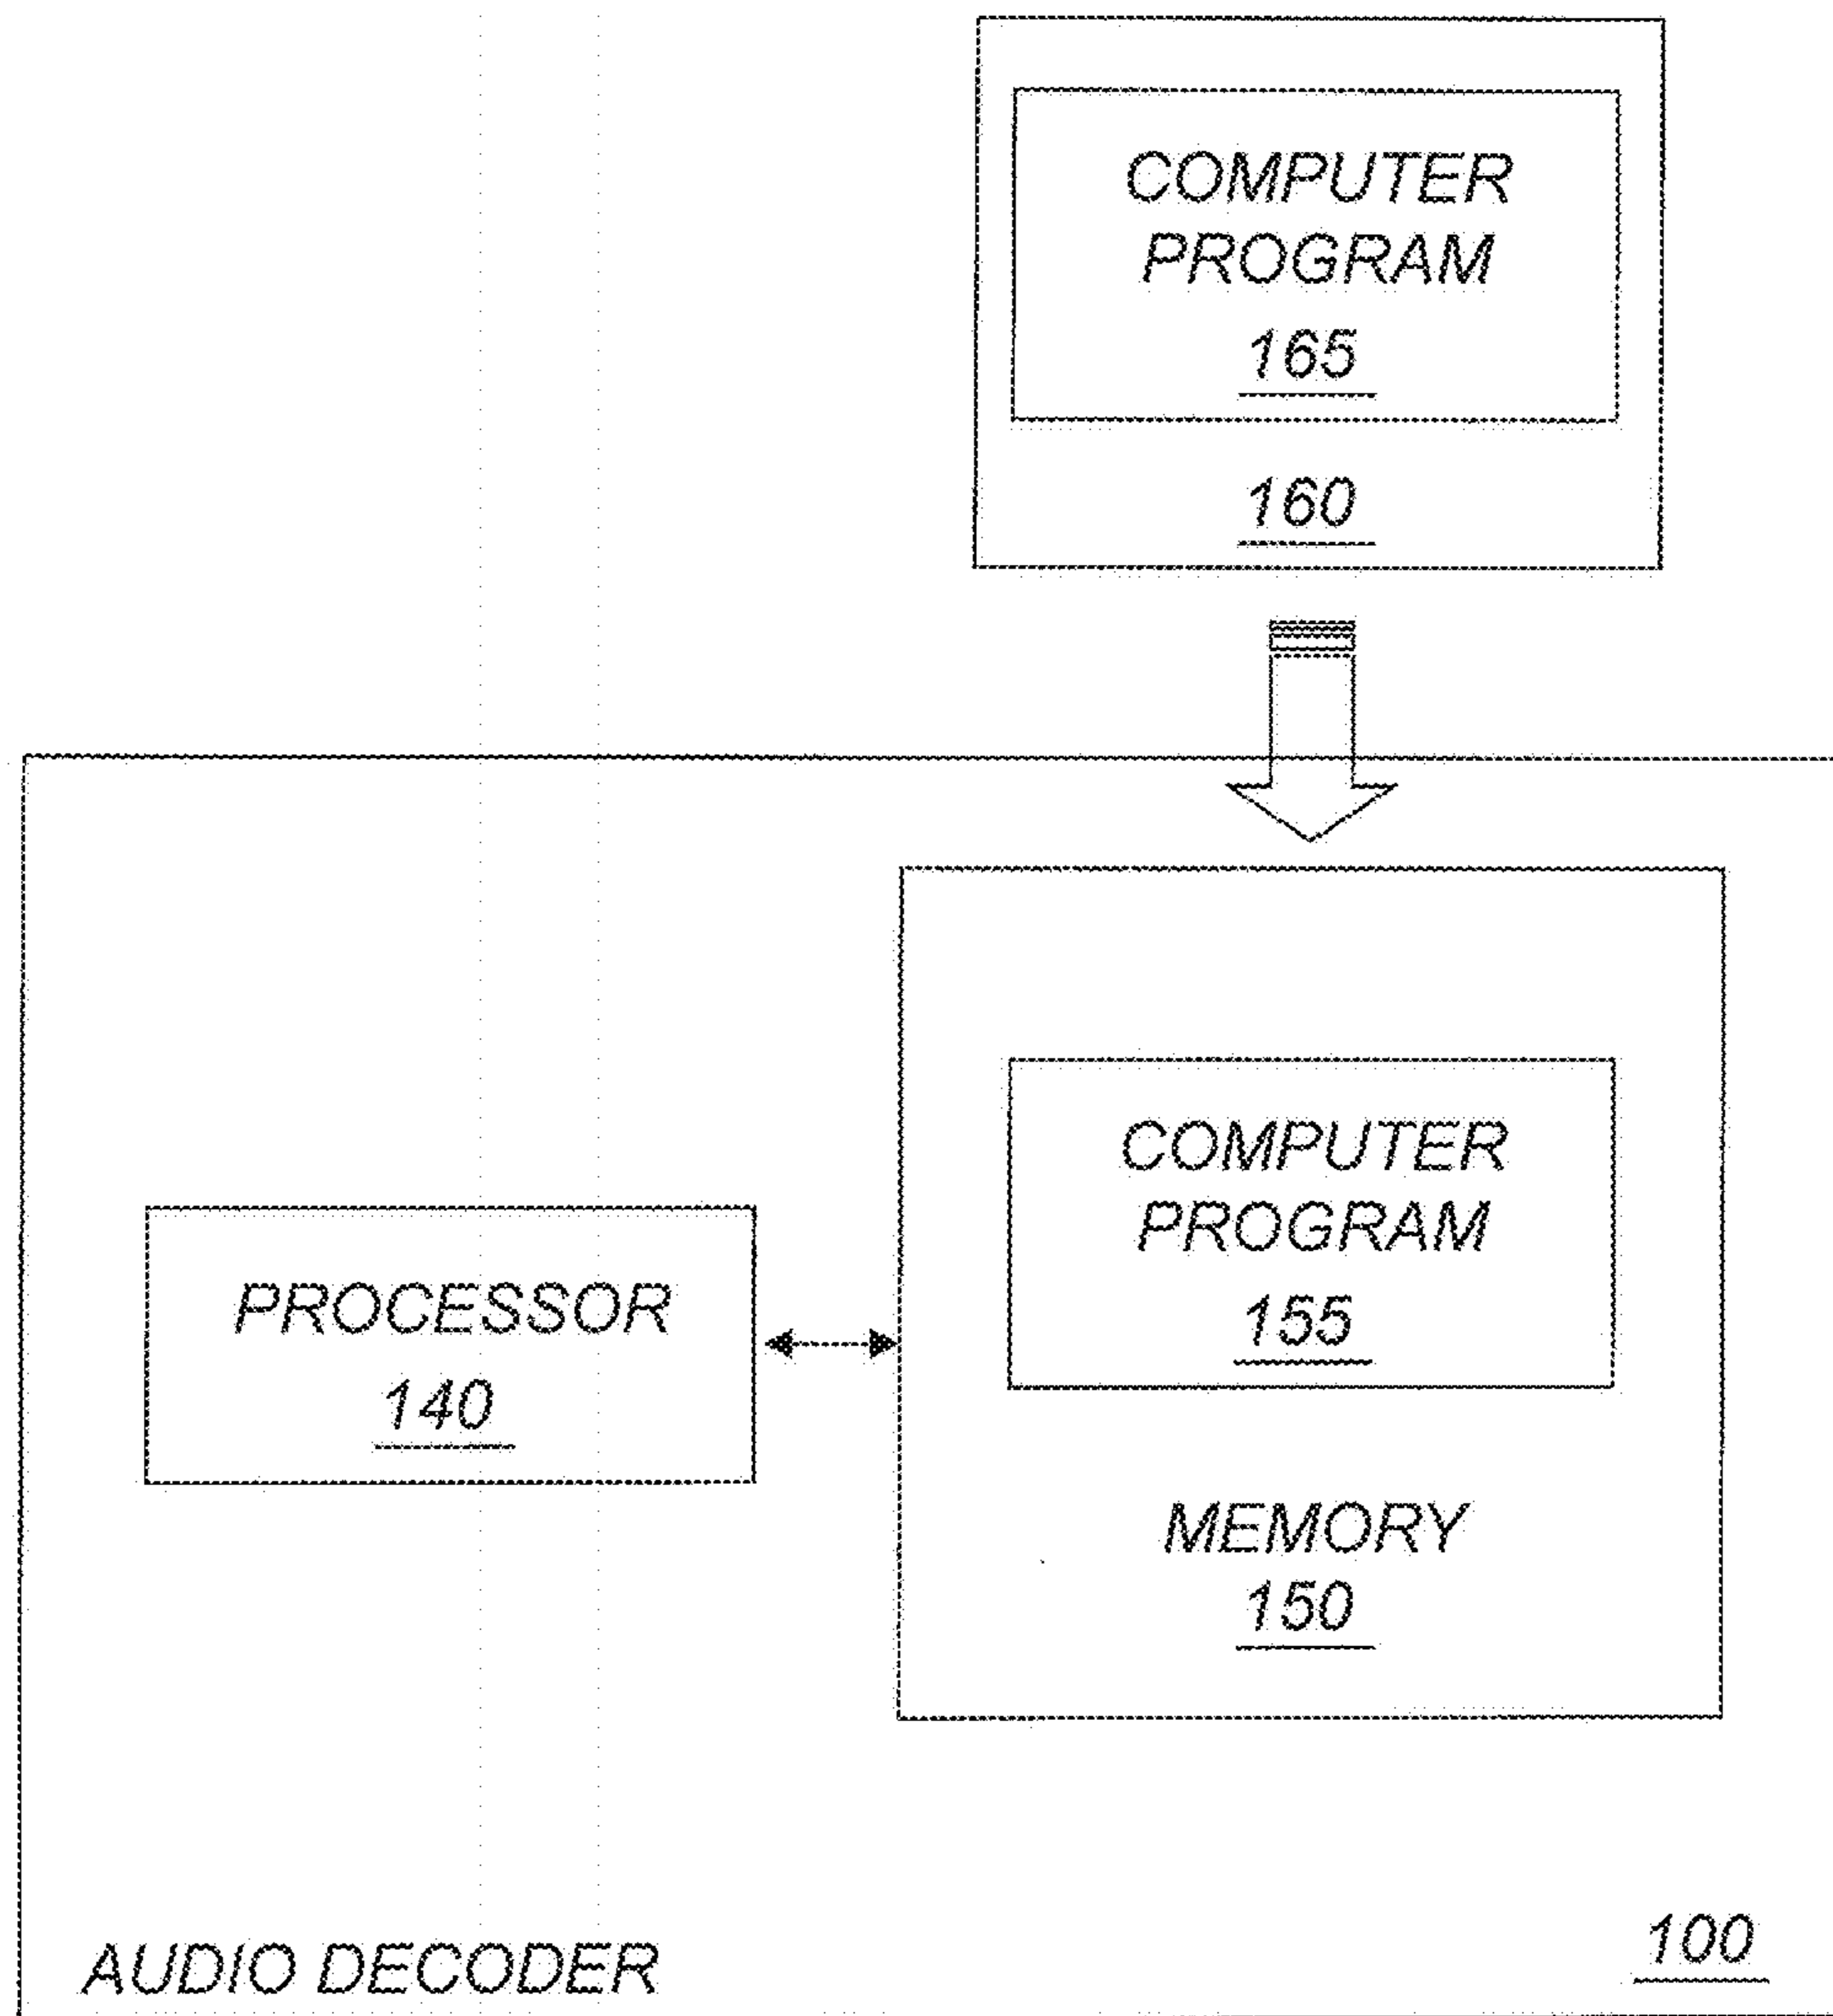 COMPUTER
PROGRAM
165
160
COMPUTER
PROGRAM
155
PROCESSOR
140
MEMORY
150
100
AUDIO DECODER